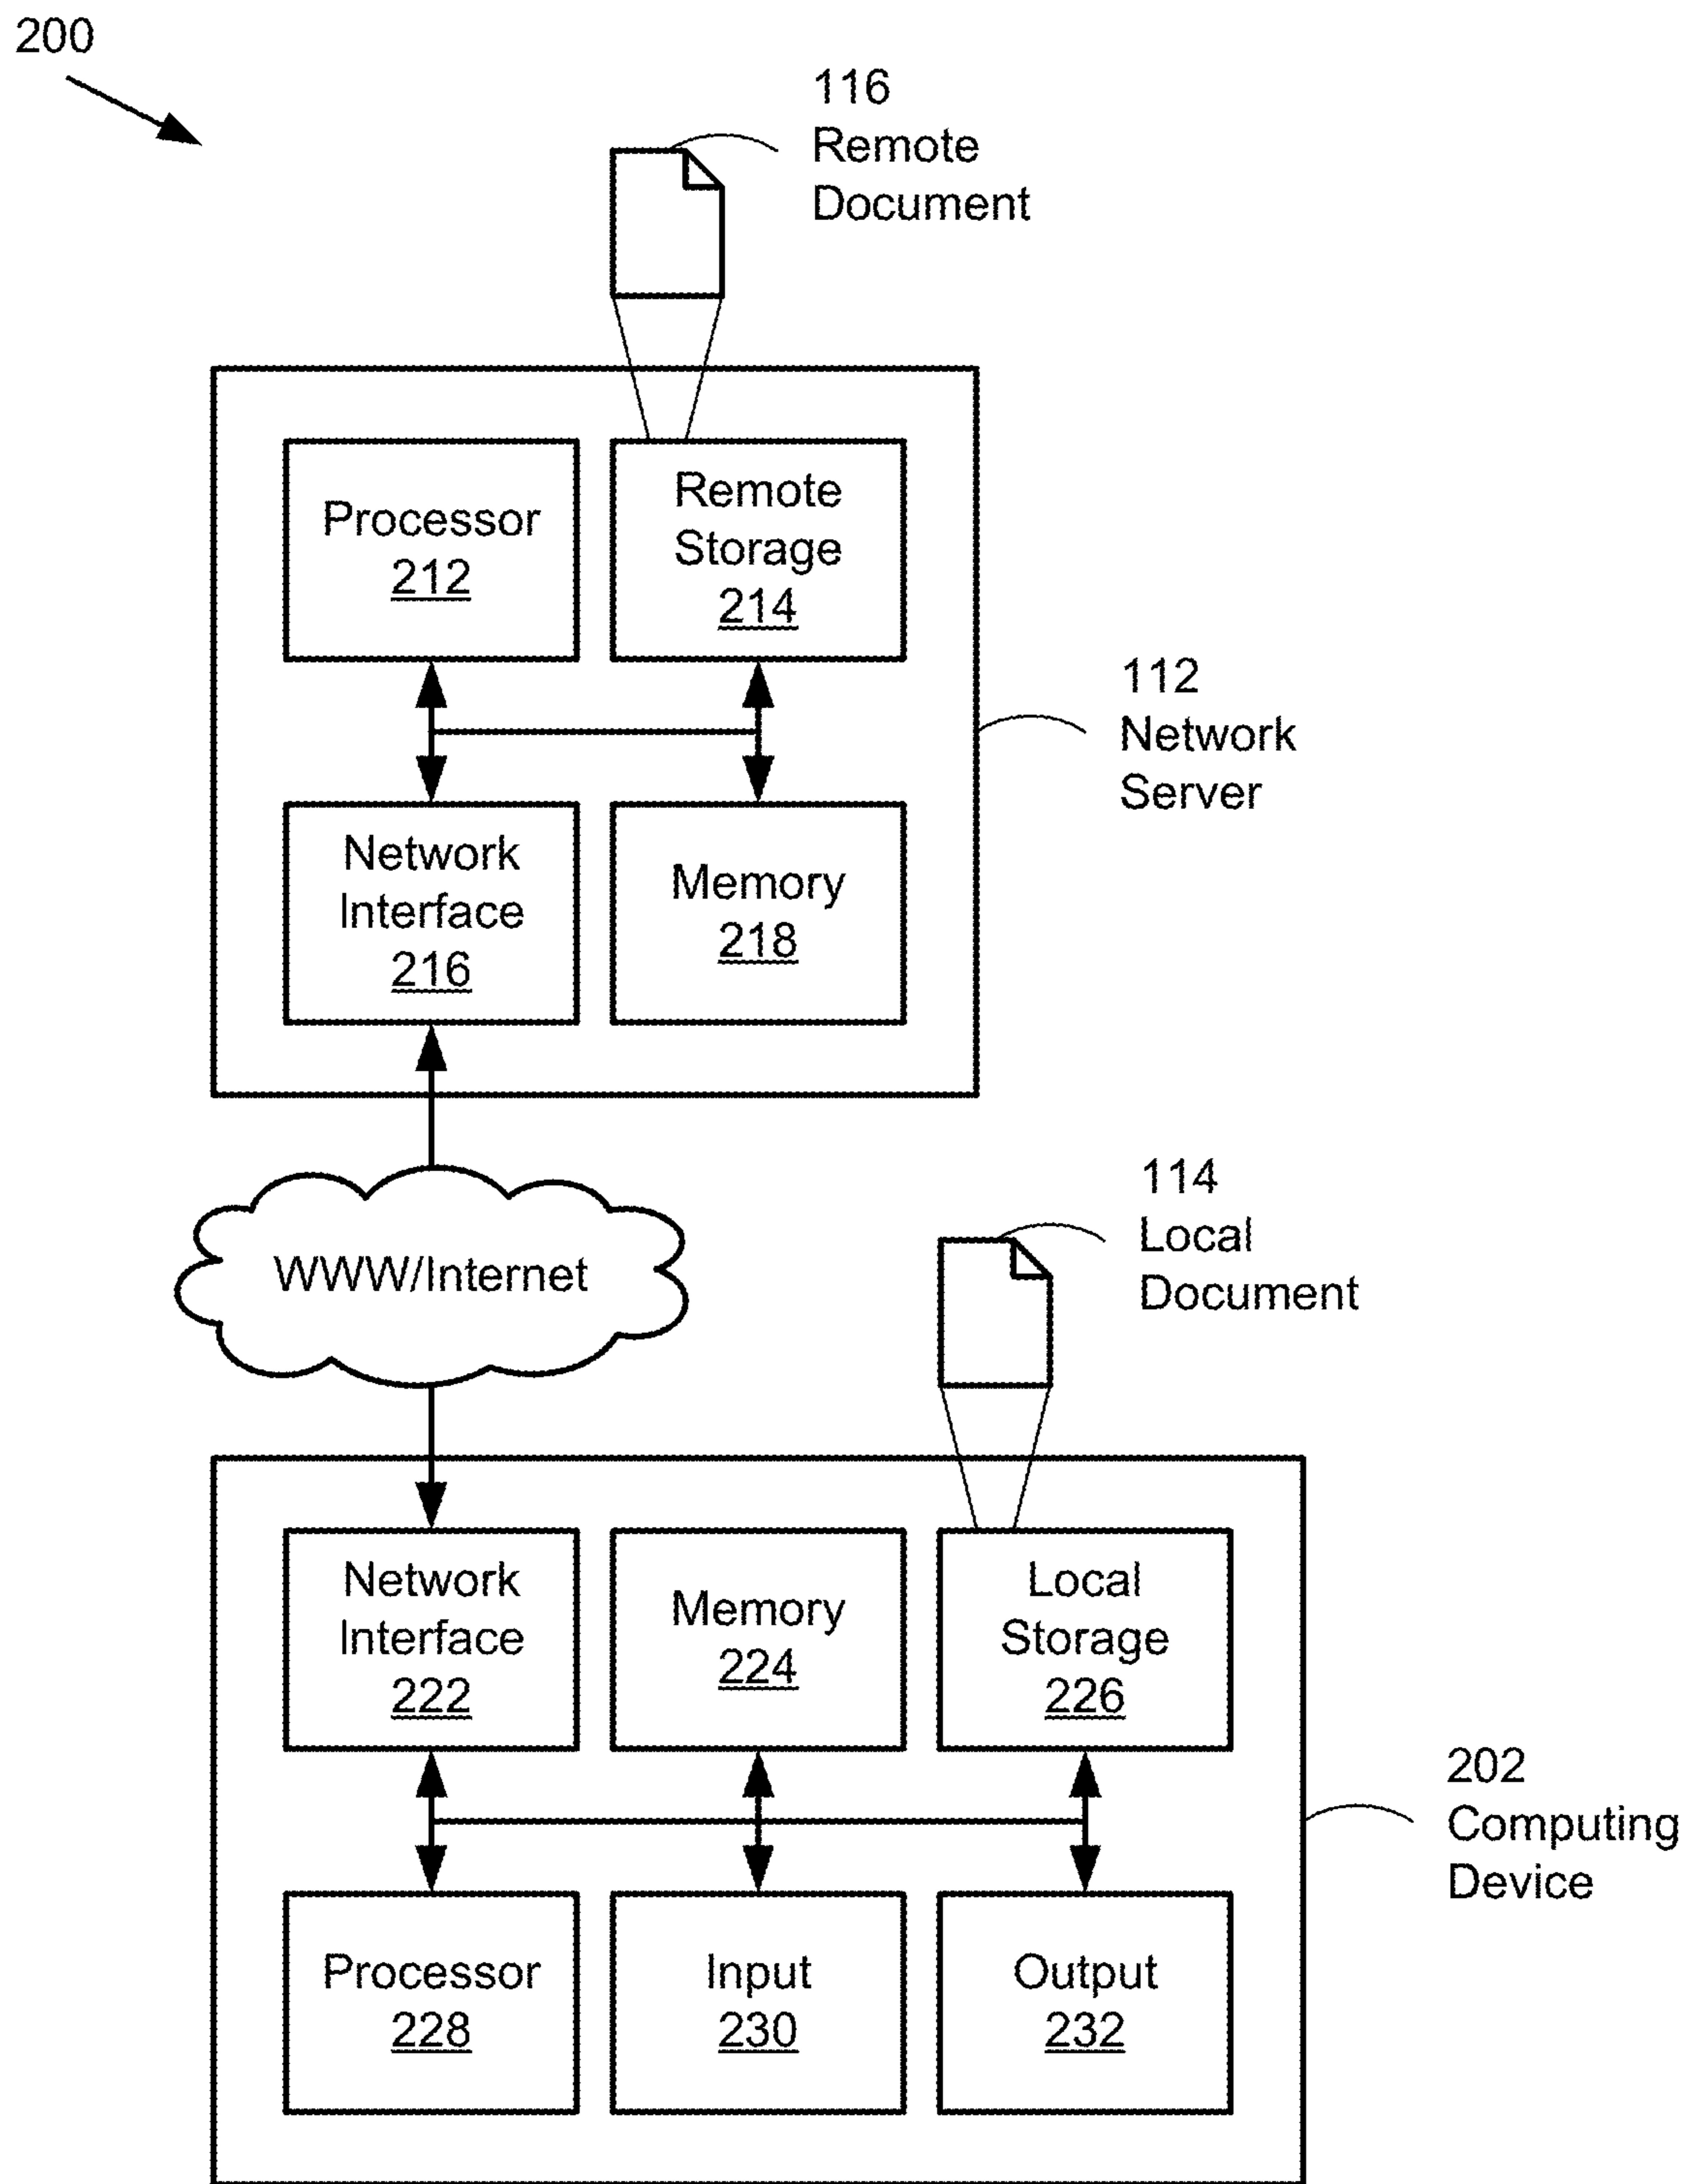 200
116
Remote
Document
Processor
212
Remote
Storage
214
112
Network
Server
Network
Interface
216
Memory
218
WWW/Internet
114
Local
Document
Network
Interface
222
Memory
224
Local
Storage
226
202
Computing
Device
Processor
228
Input
230
Output
232